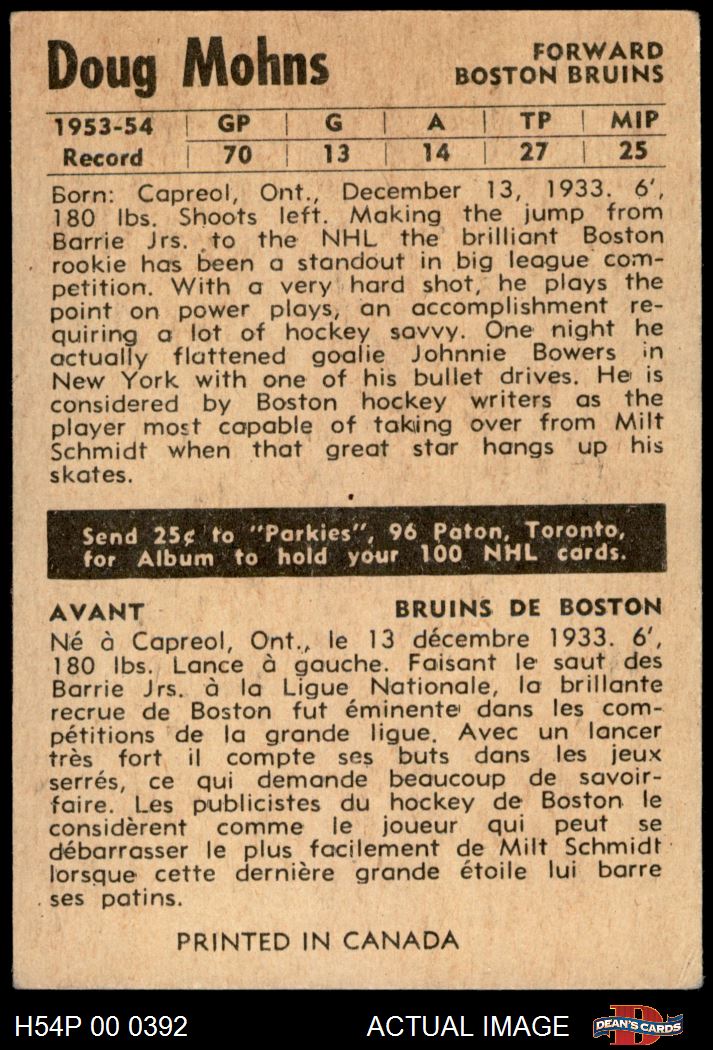 Doug Mohns
FORWARD
BOSTON BRUINS
1953-54 | GP | G | A | TP | MIP
Record | 70 | 13 | 14 | 27 | 25
Born: Capreol, Ont., December 13, 1933. 6',
180 lbs. Shoots left. Making the jump from
Barrie Jrs. to the NHL the brilliant Boston
rookie has been a standout in big league com-
petition. With a very hard shot, he plays the
point on power plays, an accomplishment re-
quiring a lot of hockey savvy. One night he
actually flattened goalie Johnnie Bowers in
New York with one of his bullet drives. He is
considered by Boston hockey writers as the
player most capable of taking over from Milt
Schmidt when that great star hangs up his
skates.
Send 25¢ to "Parkies", 96 Paton, Toronto,
for Album to hold your 100 NHL cards.
AVANT BRUINS DE BOSTON
Né à Capreol, Ont., le 13 décembre 1933. 6',
180 lbs. Lance à gauche. Faisant le saut des
Barrie Jrs. à la Ligue Nationale, la brillante
recrue de Boston fut éminente dans les com-
pétitions de la grande ligue. Avec un lancer
très fort il compte ses buts dans les jeux
serrés, ce qui demande beaucoup de savoir-
faire. Les publicistes du hockey de Boston le
considèrent comme le joueur qui peut se
débarrasser le plus facilement de Milt Schmidt
lorsque cette dernière grande étoile lui barre
ses patins.
PRINTED IN CANADA
H54P 00 0392 ACTUAL IMAGE D DEAN'S CARDS